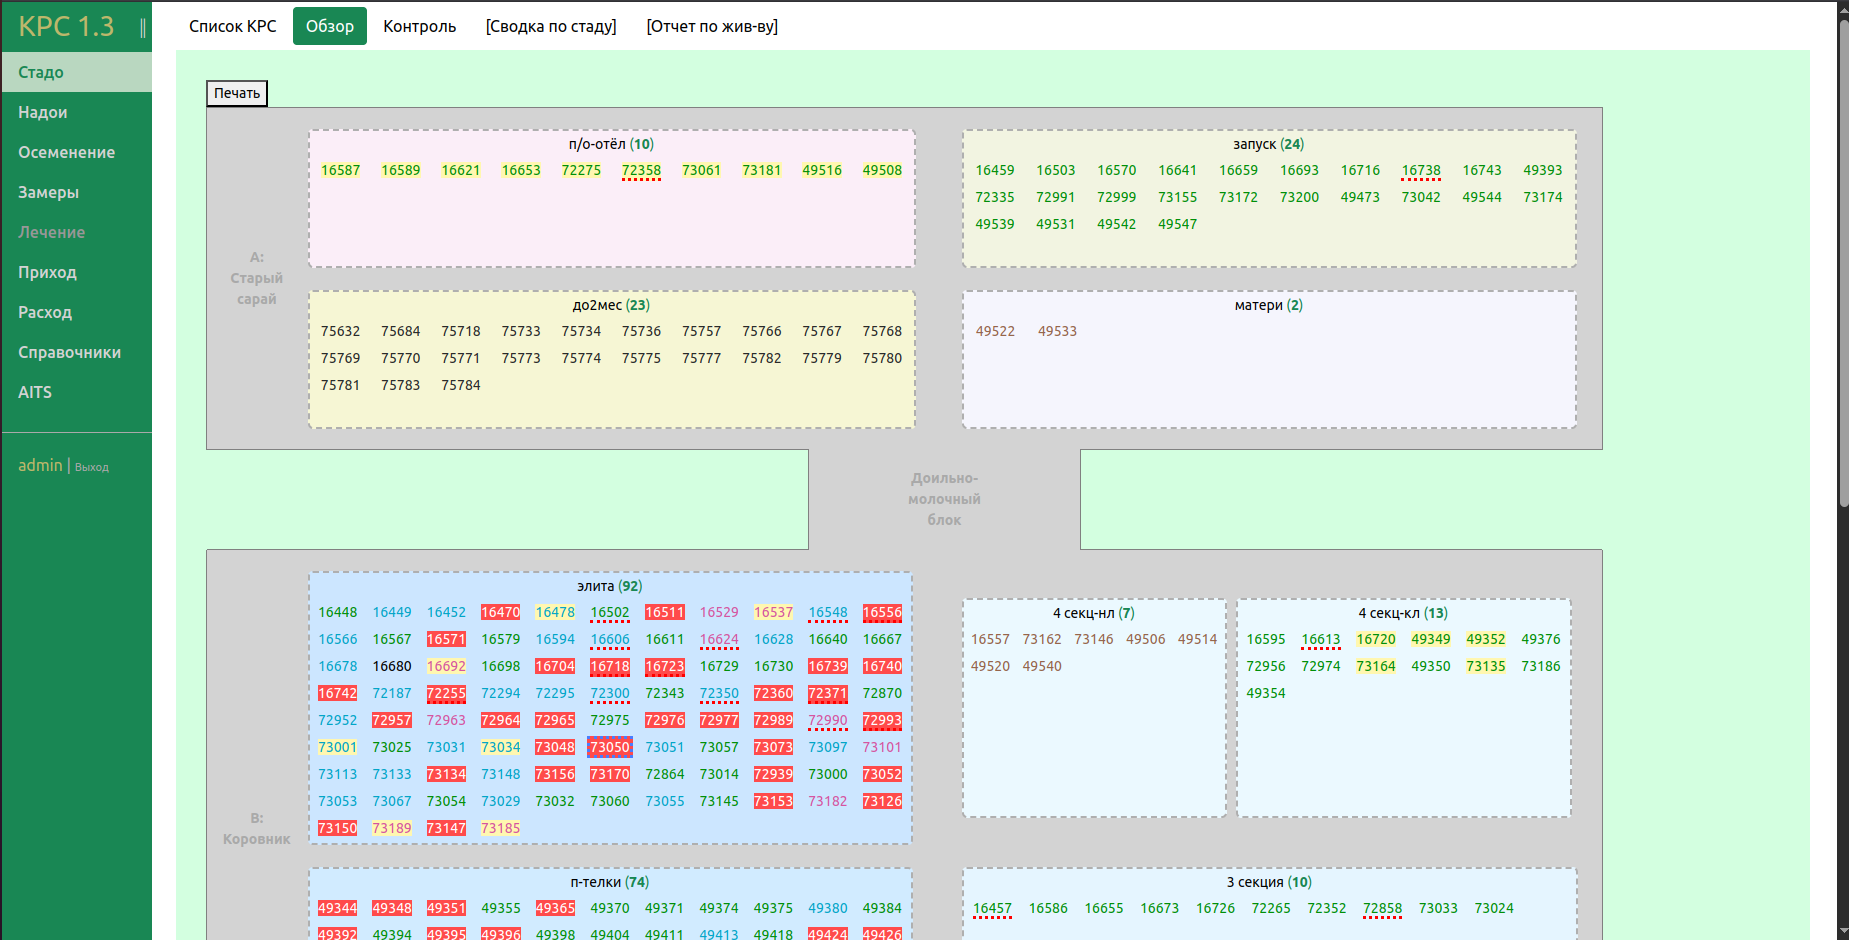 КРС 1.3
Стадо
Надои
Осеменение
Замеры
Лечение
Приход
Расход
Справочники
AITS
admin | Выход
Список КРС Обзор Контроль [Сводка по стаду] [Отчет по жив-ву]
Печать
А:
Старый
сарай
п/о-отёл (10)
16587 16589 16621 16653 72275 72358 73061 73181 49516 49508
запуск (24)
16459 16503 16570 16641 16659 16693 16716 16738 16743 49393
72335 72991 72999 73155 73172 73200 49473 73042 49544 73174
49539 49531 49542 49547
до2мес (23)
75632 75684 75718 75733 75734 75736 75757 75766 75767 75768
75769 75770 75771 75773 75774 75775 75777 75782 75779 75780
75781 75783 75784
матери (2)
49522 49533
Доильно-
молочный
блок
В:
Коровник
элита (92)
16448 16449 16452 16470 16478 16502 16511 16529 16537 16548 16556
16566 16567 16571 16579 16594 16606 16611 16624 16628 16640 16667
16678 16680 16692 16698 16704 16718 16723 16729 16730 16739 16740
16742 72187 72255 72294 72295 72300 72343 72350 72360 72371 72870
72952 72957 72963 72964 72965 72975 72976 72977 72989 72990 72993
73001 73025 73031 73034 73048 73050 73051 73057 73073 73097 73101
73113 73133 73134 73148 73156 73170 72864 73014 72939 73000 73052
73053 73067 73054 73029 73032 73060 73055 73145 73153 73182 73126
73150 73189 73147 73185
4 секц-нл (7)
16557 73162 73146 49506 49514
49520 49540
4 секц-кл (13)
16595 16613 16720 49349 49352 49376
72956 72974 73164 49350 73135 73186
49354
п-телки (74)
49344 49348 49351 49355 49365 49370 49371 49374 49375 49380 49384
49392 49394 49395 49396 49398 49404 49411 49413 49418 49424 49426
3 секция (10)
16457 16586 16655 16673 16726 72265 72352 72858 73033 73024